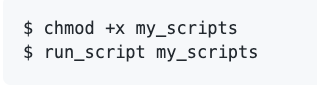 $ chmod +x my_scripts
$ run_script my_scripts